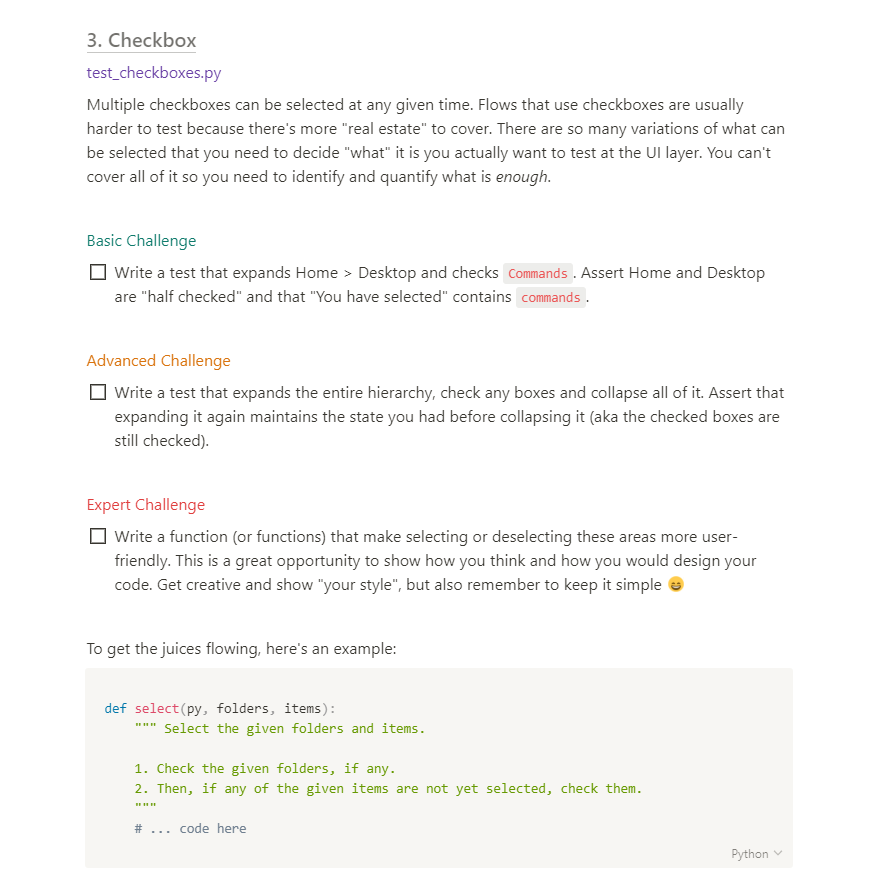 3. Checkbox
test_checkboxes.py
Multiple checkboxes can be selected at any given time. Flows that use checkboxes are usually
harder to test because there's more "real estate" to cover. There are so many variations of what can
be selected that you need to decide "what" it is you actually want to test at the UI layer. You can't
cover all of it so you need to identify and quantify what is enough.
Basic Challenge
Write a test that expands Home > Desktop and checks Commands. Assert Home and Desktop
are "half checked" and that "You have selected" contains commands.
Advanced Challenge
Write a test that expands the entire hierarchy, check any boxes and collapse all of it. Assert that
expanding it again maintains the state you had before collapsing it (aka the checked boxes are
still checked).
Expert Challenge
Write a function (or functions) that make selecting or deselecting these areas more user-
friendly. This is a great opportunity to show how you think and how you would design your
code. Get creative and show "your style", but also remember to keep it simple 😄
To get the juices flowing, here's an example:
def select(py, folders, items):
    """ Select the given folders and items.
    1. Check the given folders, if any.
    2. Then, if any of the given items are not yet selected, check them.
    """
    # ... code here
Python